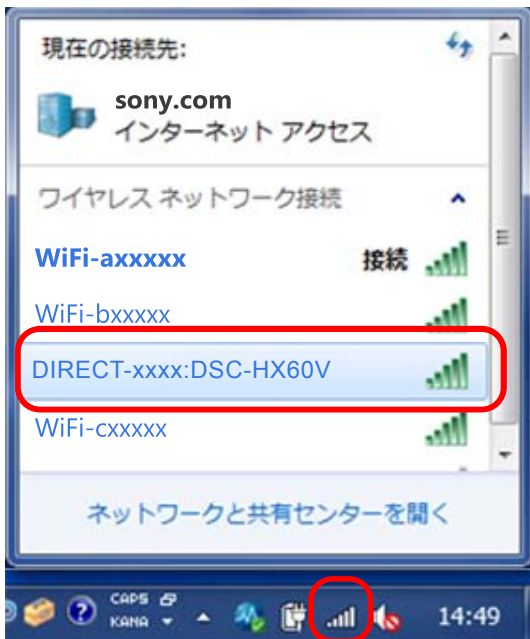 現在の接続先:
sony.com
インターネット アクセス
ワイヤレス ネットワーク接続
WiFi-axxxxx 接続
WiFi-bxxxxx
DIRECT-xxxx:DSC-HX60V
WiFi-cxxxxx
ネットワークと共有センターを開く
CAPS
KANA
14:49